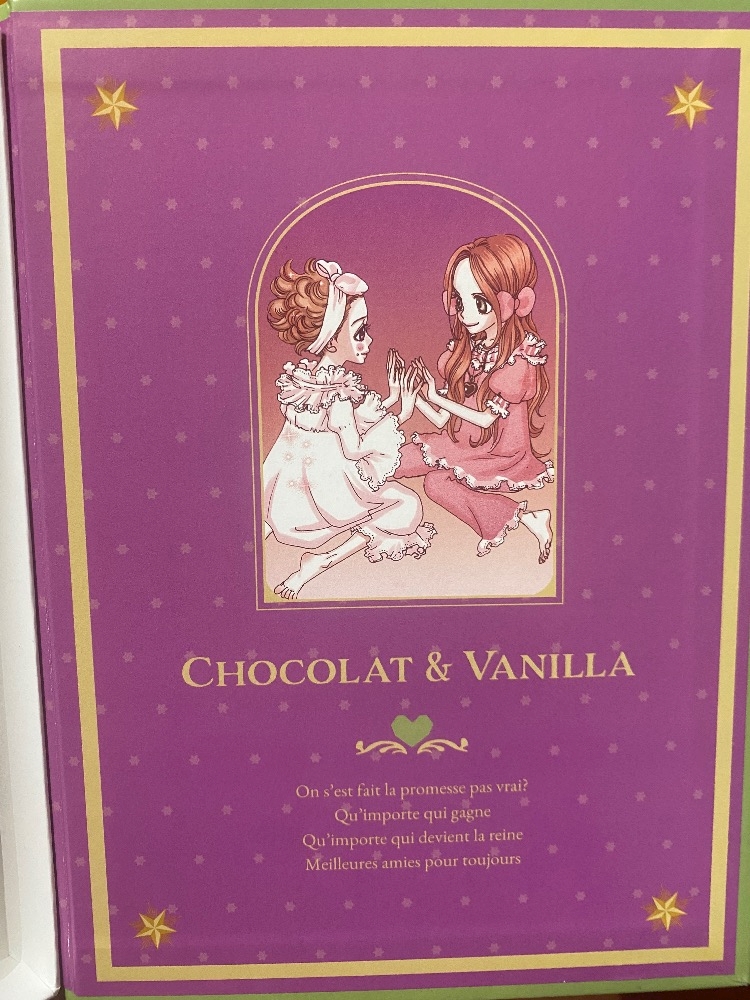 CHOCOLAT & VANILLA
On s'est fait la promesse pas vrai?
Qu'importe qui gagne
Qu'importe qui devient la reine
Meilleures amies pour toujours